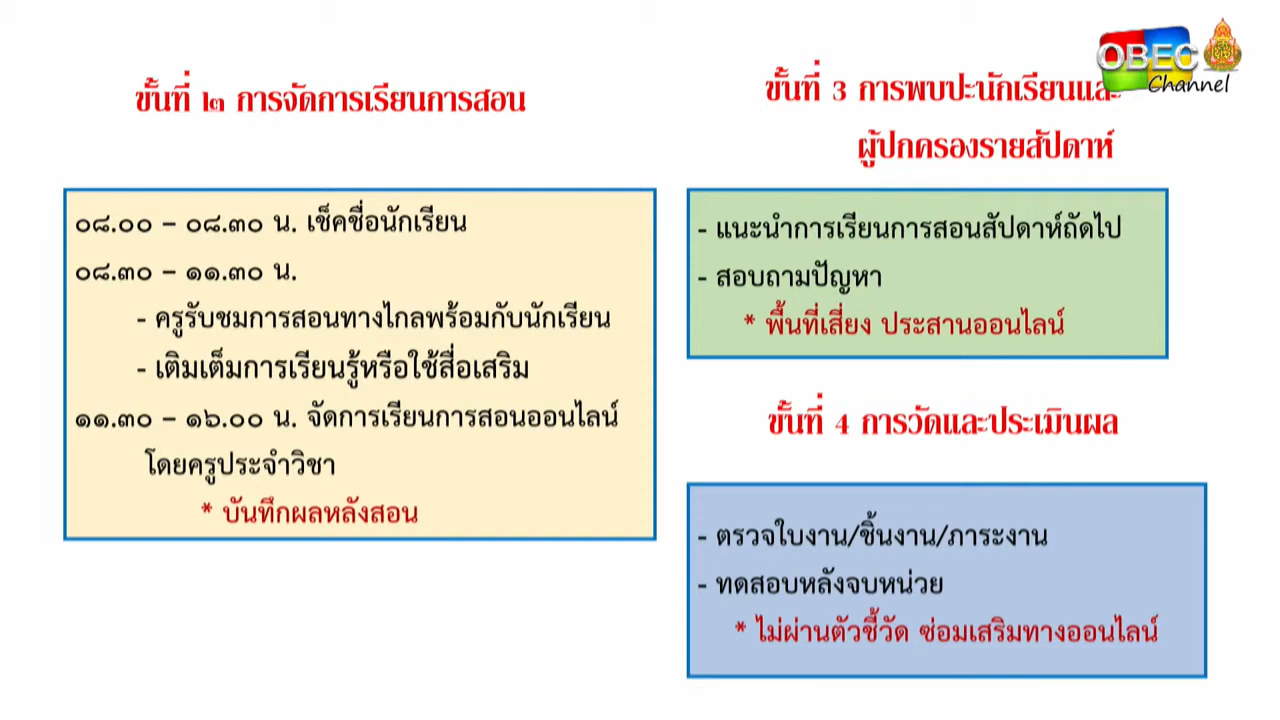 OBEC
Channel
ขั้นที่ ๒ การจัดการเรียนการสอน
๐๘.๐๐ – ๐๘.๓๐ น. เช็คชื่อนักเรียน
๐๘.๓๐ – ๑๑.๓๐ น.
- ครูรับชมการสอนทางไกลพร้อมกับนักเรียน
- เติมเต็มการเรียนรู้หรือใช้สื่อเสริม
๑๑.๓๐ – ๑๖.๐๐ น. จัดการเรียนการสอนออนไลน์
โดยครูประจำวิชา
* บันทึกผลหลังสอน
ขั้นที่ 3 การพบปะนักเรียนและ
ผู้ปกครองรายสัปดาห์
- แนะนำการเรียนการสอนสัปดาห์ถัดไป
- สอบถามปัญหา
* พื้นที่เสี่ยง ประสานออนไลน์
ขั้นที่ 4 การวัดและประเมินผล
- ตรวจใบงาน/ชิ้นงาน/ภาระงาน
- ทดสอบหลังจบหน่วย
* ไม่ผ่านตัวชี้วัด ซ่อมเสริมทางออนไลน์